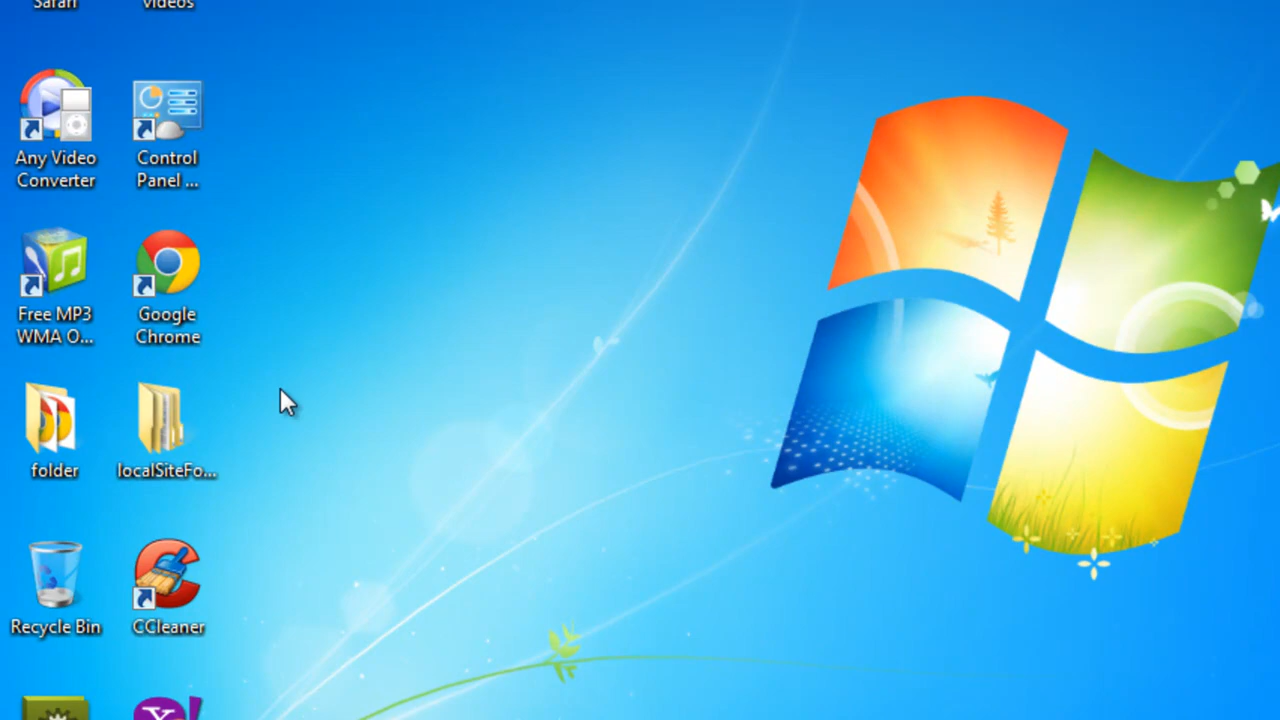 Safari
Videos
Any Video
Converter
Control
Panel ...
Free MP3
WMA O...
Google
Chrome
folder
localSiteFo...
Recycle Bin
CCleaner
Y!